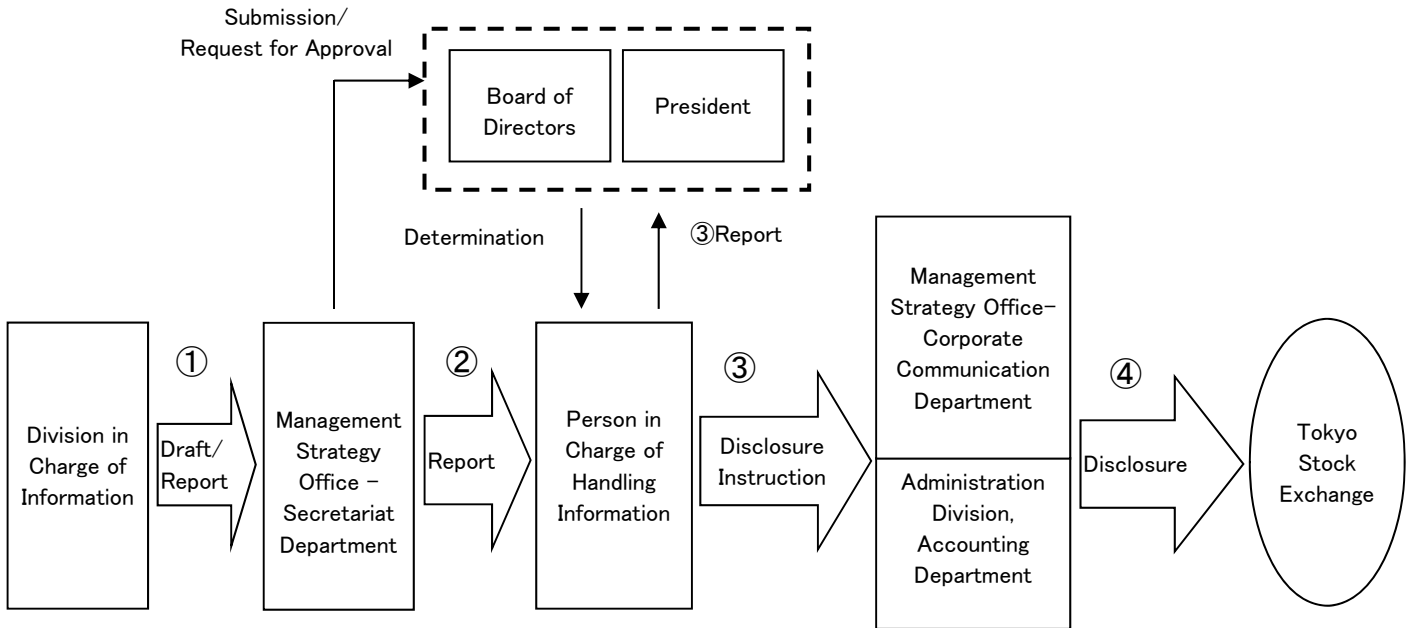 Submission/
Request for Approval
Board of
Directors
President
Determination
③Report
Division in
Charge of
Information
①
Draft/
Report
Management
Strategy
Office –
Secretariat
Department
②
Report
Person in
Charge of
Handling
Information
③
Disclosure
Instruction
Management
Strategy Office–
Corporate
Communication
Department
Administration
Division,
Accounting
Department
④
Disclosure
Tokyo
Stock
Exchange